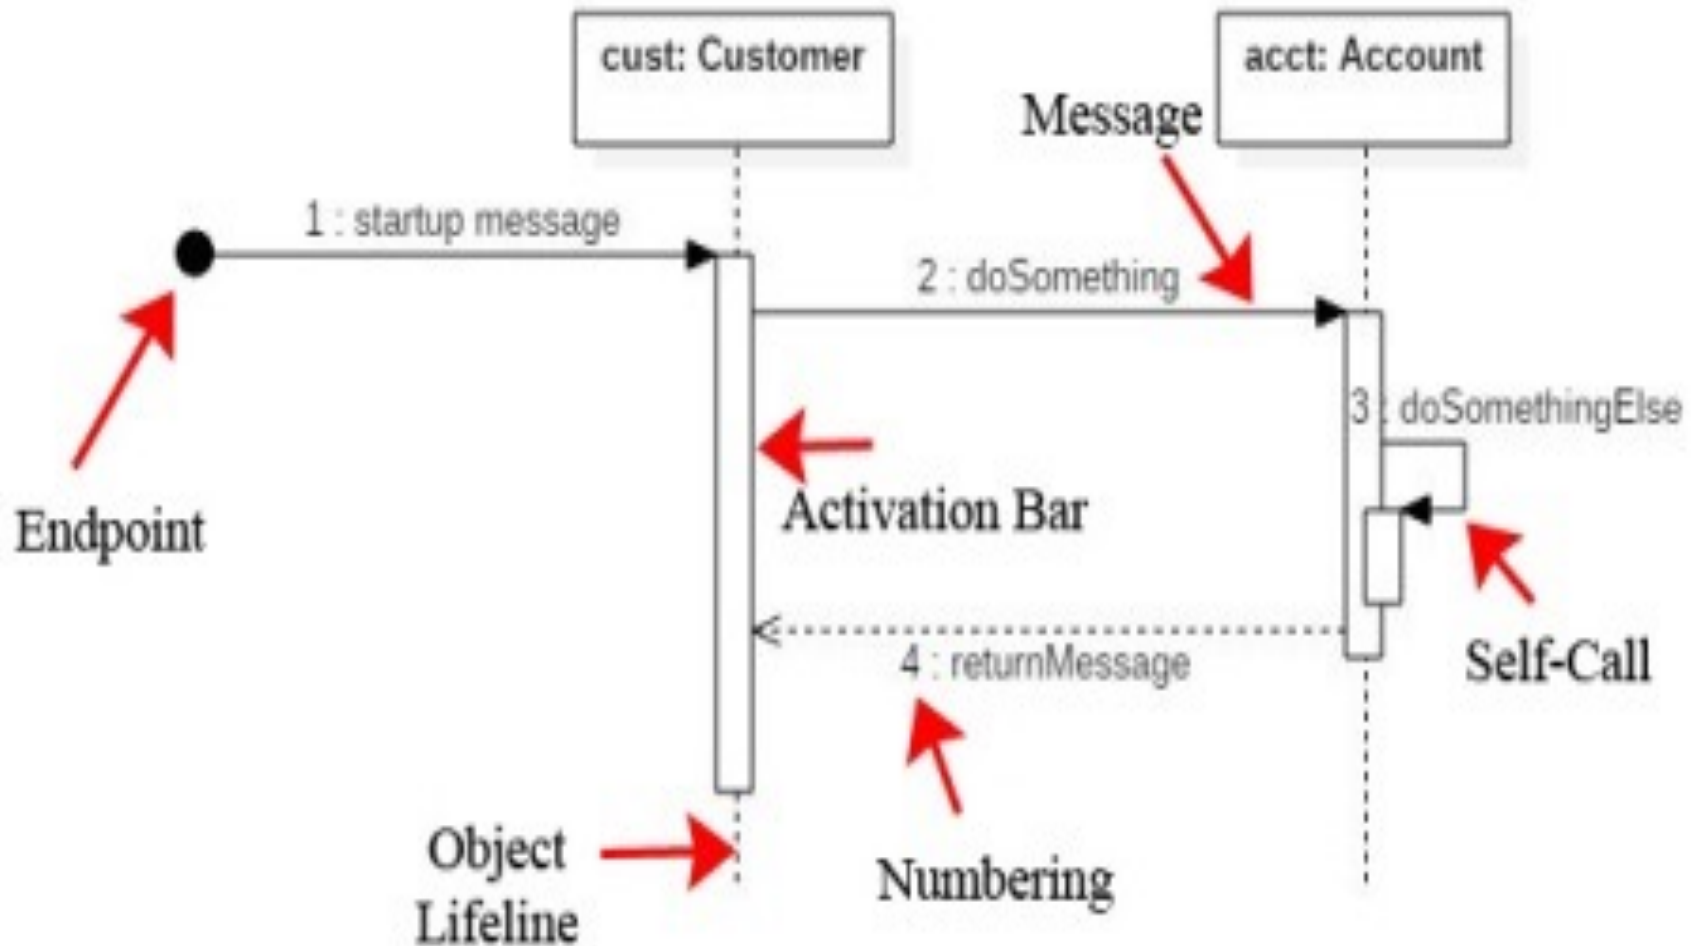 cust: Customer
acct: Account
Message
1 : startup message
2 : doSomething
3 : doSomethingElse
Endpoint
Activation Bar
4 : returnMessage
Self-Call
Object
Lifeline
Numbering